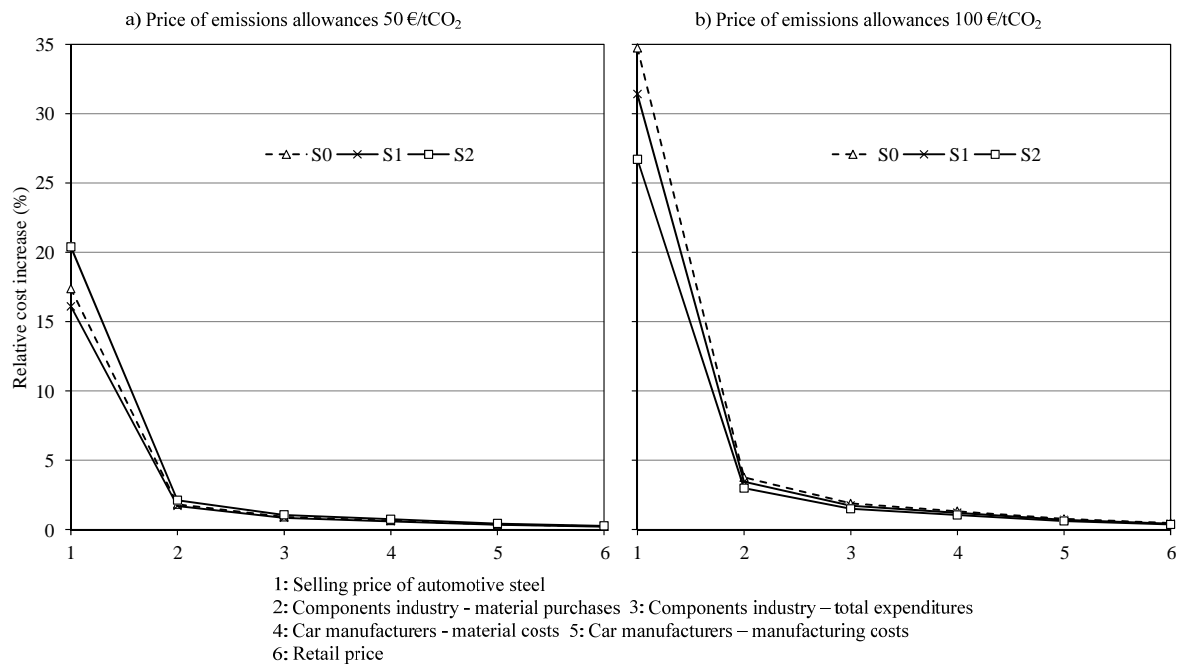 a) Price of emissions allowances 50 €/tCO₂
b) Price of emissions allowances 100 €/tCO₂
Relative cost increase (%)
35
30
25
20
15
10
5
0
S0 S1 S2
S0 S1 S2
1 2 3 4 5 6
1 2 3 4 5 6
1: Selling price of automotive steel
2: Components industry - material purchases 3: Components industry – total expenditures
4: Car manufacturers - material costs 5: Car manufacturers – manufacturing costs
6: Retail price